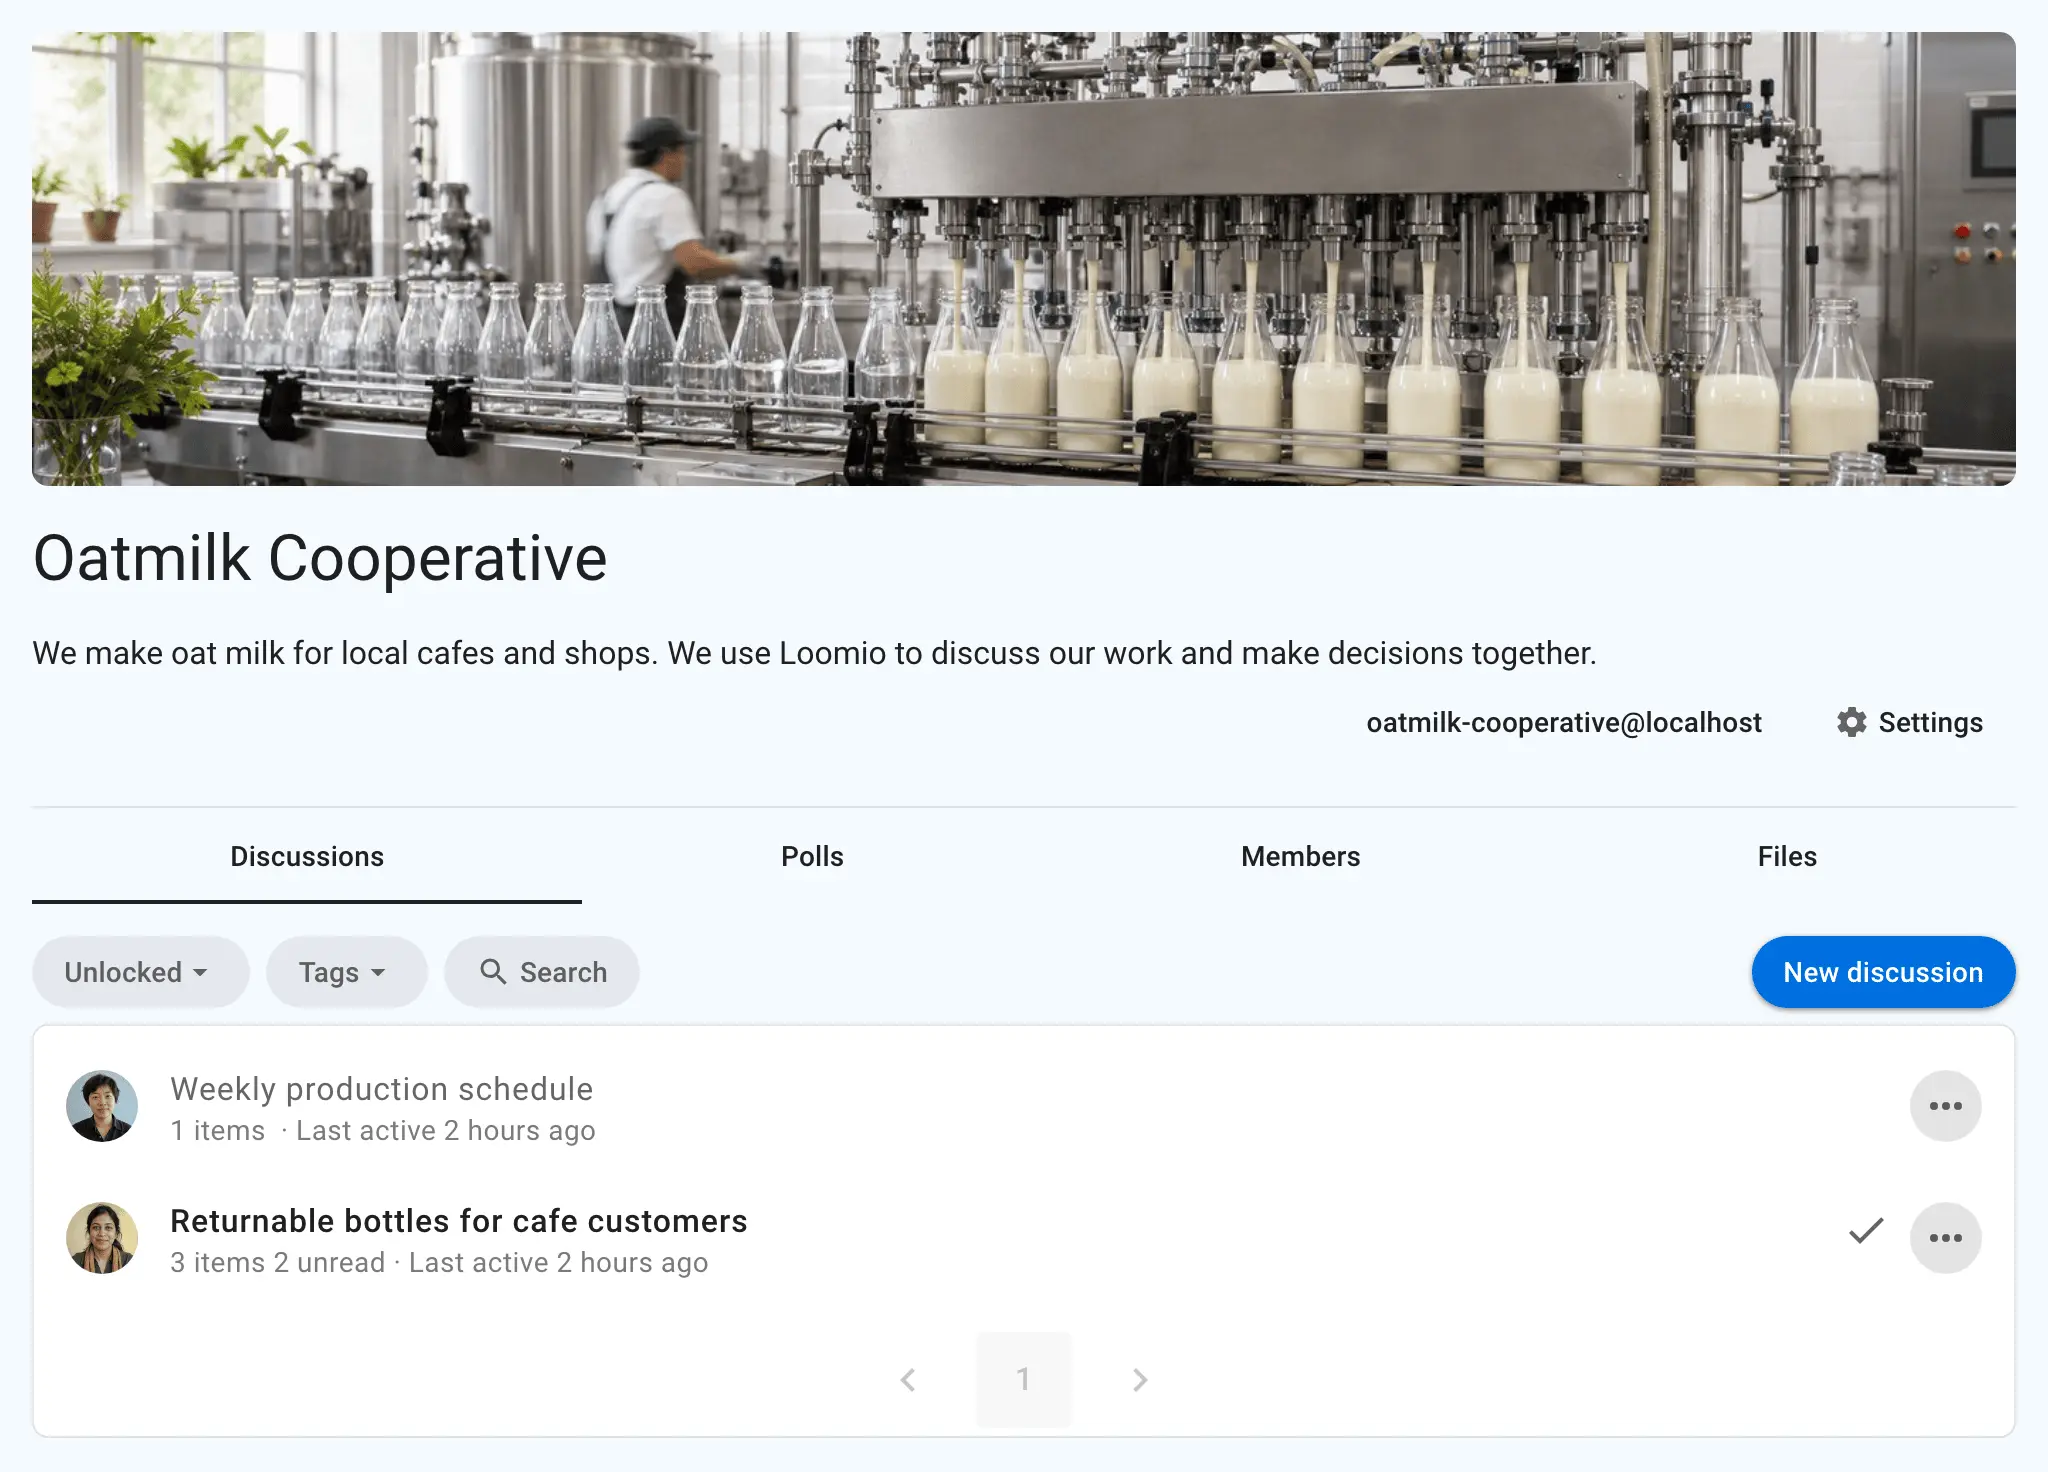 Oatmilk Cooperative
We make oat milk for local cafes and shops. We use Loomio to discuss our work and make decisions together.
oatmilk-cooperative@localhost
Settings
Discussions
Polls
Members
Files
Unlocked
Tags
Search
New discussion
Weekly production schedule
1 items · Last active 2 hours ago
Returnable bottles for cafe customers
3 items 2 unread · Last active 2 hours ago
1